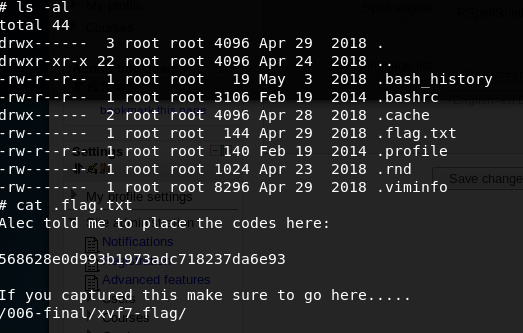 # ls -al
total 44
drwx------  3 root root 4096 Apr 29  2018 .
drwxr-xr-x 22 root root 4096 Apr 24  2018 ..
-rw-r--r--  1 root root   19 May  3  2018 .bash_history
-rw-r--r--  1 root root 3106 Feb 19  2014 .bashrc
drwx------  2 root root 4096 Apr 28  2018 .cache
-rw-------  1 root root  144 Apr 29  2018 .flag.txt
-rw-r--r--  1 root root  140 Feb 19  2014 .profile
-rw-------  1 root root 1024 Apr 23  2018 .rnd
-rw-------  1 root root 8296 Apr 29  2018 .viminfo
Settings
My profile settings
Save change
# cat .flag.txt
Alec told me to place the codes here:
Notifications
568628e0d993b1973adc718237da6e93
Advanced features
If you captured this make sure to go here.....
/006-final/xvf7-flag/